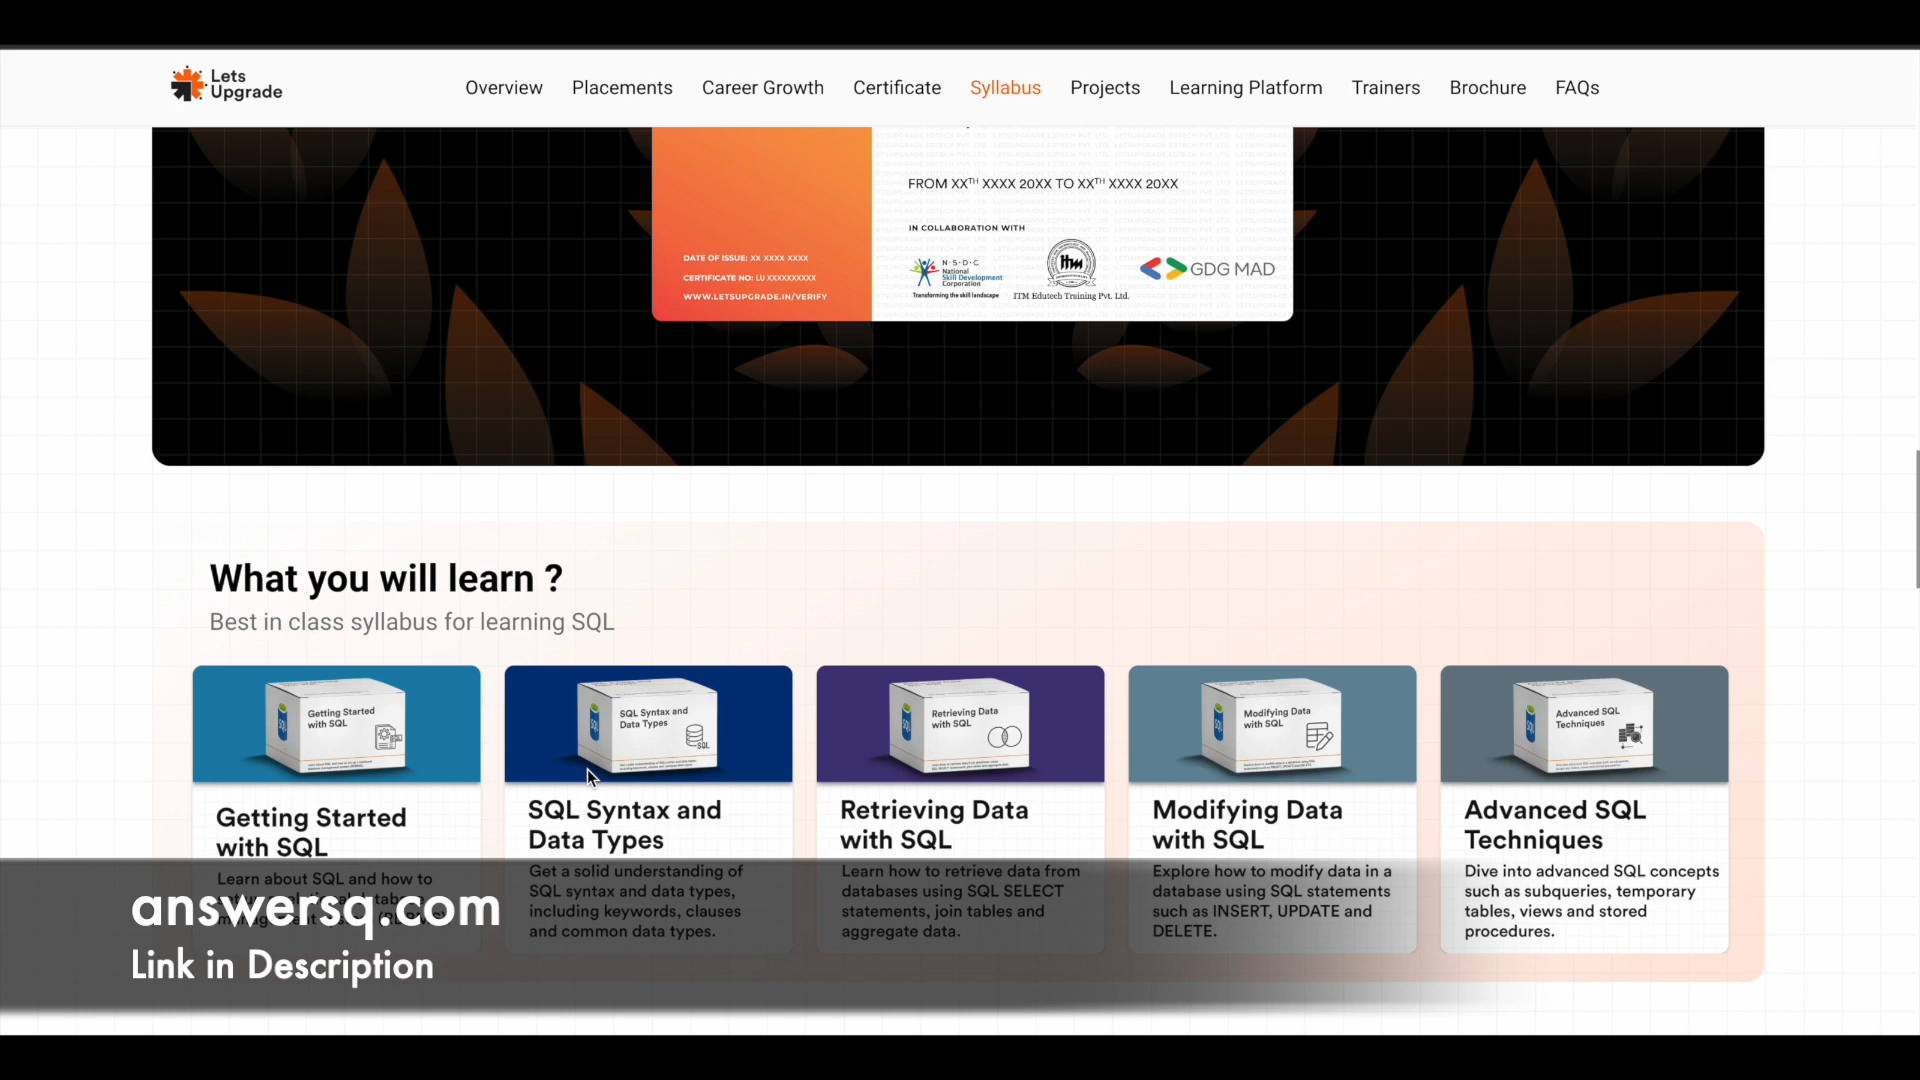 Lets
Upgrade
Overview
Placements
Career Growth
Certificate
Syllabus
Projects
Learning Platform
Trainers
Brochure
FAQs
FROM XXTH XXXX 20XX TO XXTH XXXX 20XX
IN COLLABORATION WITH
DATE OF ISSUE: XX XXXX XXXX
CERTIFICATE NO: LU XXXXXXXXXX
WWW.LETSUPGRADE.IN/VERIFY
N·S·D·C
National
Skill Development
Corporation
Transforming the skill landscape
itm
ITM Edutech Training Pvt. Ltd.
GDG MAD
What you will learn ?
Best in class syllabus for learning SQL
SQL
Getting Started
with SQL
SQL
SQL Syntax and
Data Types
SQL
SQL
Retrieving Data
with SQL
SQL
Modifying Data
with SQL
SQL
Advanced SQL
Techniques
Getting Started
with SQL
Learn about SQL and how to
SQL Syntax and
Data Types
Get a solid understanding of
SQL syntax and data types,
including keywords, clauses
and common data types.
Retrieving Data
with SQL
Learn how to retrieve data from
databases using SQL SELECT
statements, join tables and
aggregate data.
Modifying Data
with SQL
Explore how to modify data in a
database using SQL statements
such as INSERT, UPDATE and
DELETE.
Advanced SQL
Techniques
Dive into advanced SQL concepts
such as subqueries, temporary
tables, views and stored
procedures.
answersq.com
Link in Description